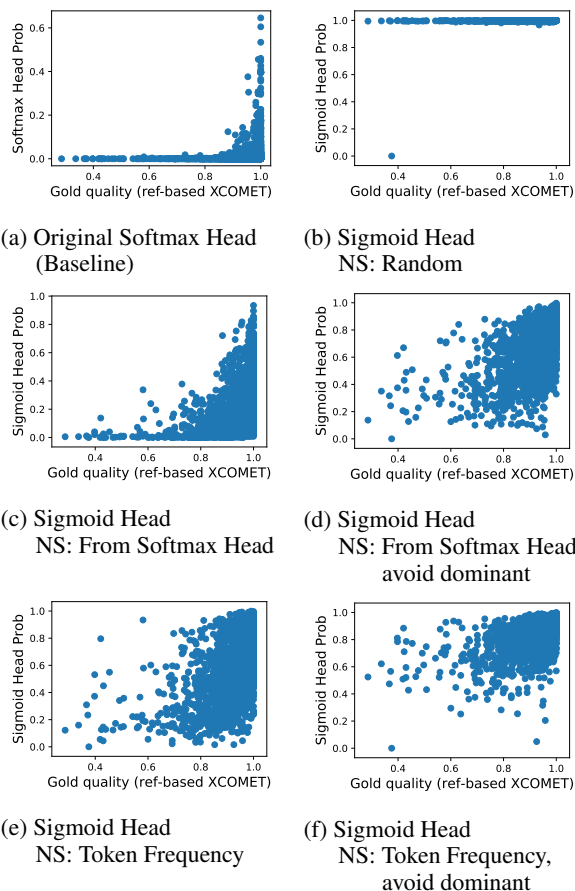 0.6
0.4
0.2
0.0
Softmax Head Prob
0.4 0.6 0.8 1.0
Gold quality (ref-based XCOMET)
(a) Original Softmax Head
(Baseline)
1.0
0.8
0.6
0.4
0.2
0.0
Sigmoid Head Prob
0.4 0.6 0.8 1.0
Gold quality (ref-based XCOMET)
(b) Sigmoid Head
NS: Random
1.0
0.8
0.6
0.4
0.2
0.0
Sigmoid Head Prob
0.4 0.6 0.8 1.0
Gold quality (ref-based XCOMET)
(c) Sigmoid Head
NS: From Softmax Head
1.0
0.8
0.6
0.4
0.2
0.0
Sigmoid Head Prob
0.4 0.6 0.8 1.0
Gold quality (ref-based XCOMET)
(d) Sigmoid Head
NS: From Softmax Head
avoid dominant
1.0
0.8
0.6
0.4
0.2
0.0
Sigmoid Head Prob
0.4 0.6 0.8 1.0
Gold quality (ref-based XCOMET)
(e) Sigmoid Head
NS: Token Frequency
1.0
0.8
0.6
0.4
0.2
0.0
Sigmoid Head Prob
0.4 0.6 0.8 1.0
Gold quality (ref-based XCOMET)
(f) Sigmoid Head
NS: Token Frequency,
avoid dominant